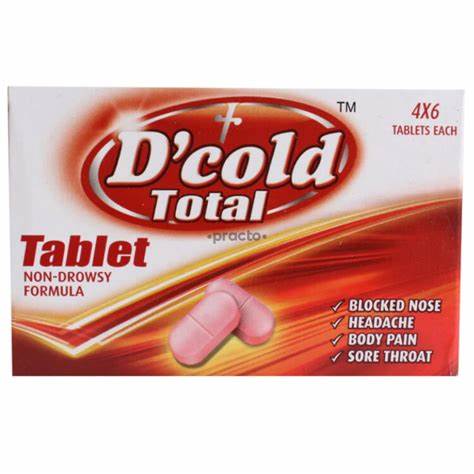 ™
4X6
TABLETS EACH
D'cold
Total
•practo•
Tablet
NON-DROWSY
FORMULA
✓ BLOCKED NOSE
✓ HEADACHE
✓ BODY PAIN
✓ SORE THROAT